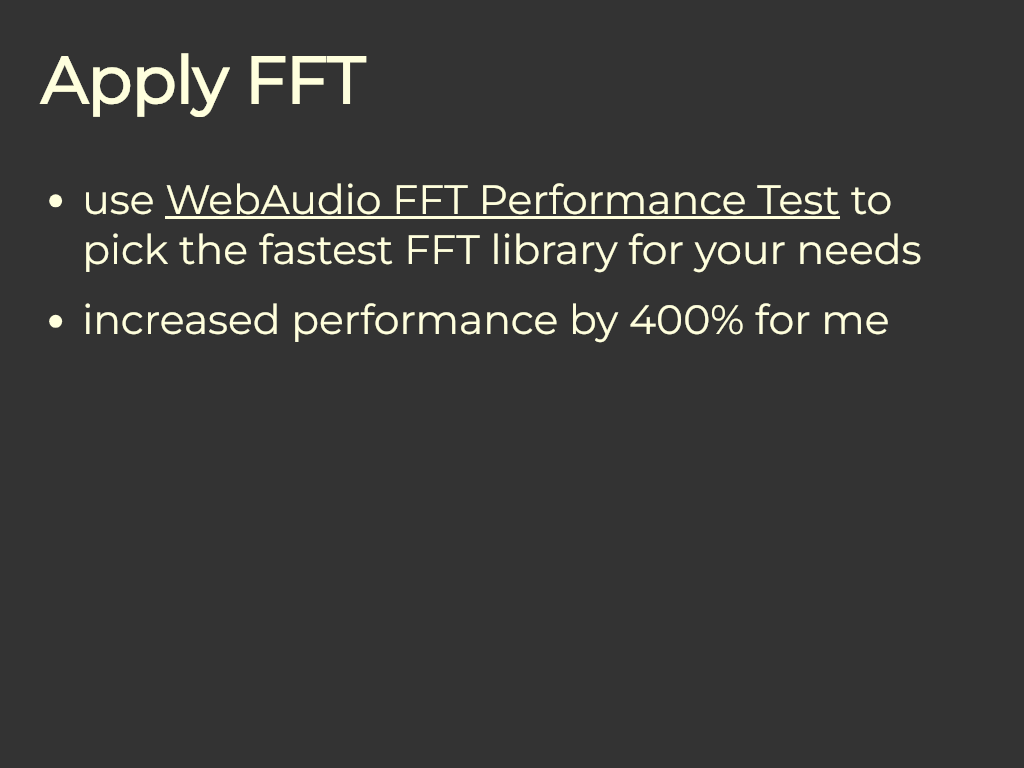 Apply FFT
• use WebAudio FFT Performance Test to
pick the fastest FFT library for your needs
• increased performance by 400% for me